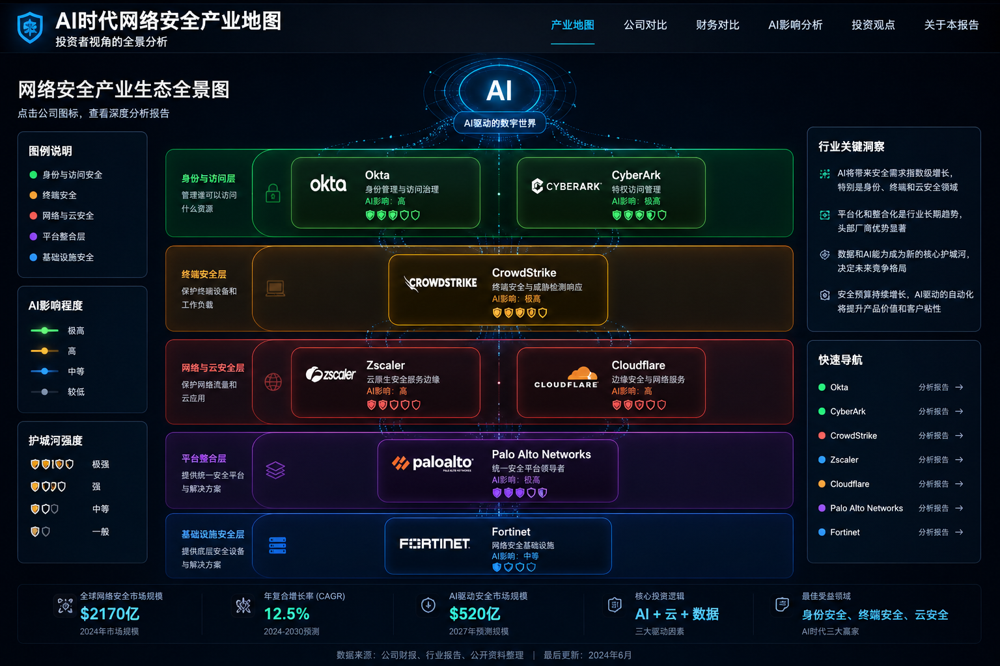 AI时代网络安全产业地图
投资者视角的全景分析
产业地图
公司对比
财务对比
AI影响分析
投资观点
关于本报告
网络安全产业生态全景图
点击公司图标，查看深度分析报告
AI
AI驱动的数字世界
图例说明
身份与访问安全
终端安全
网络与云安全
平台整合层
基础设施安全
AI影响程度
极高
高
中等
较低
护城河强度
极强
强
中等
一般
身份与访问层
管理谁可以访问
什么资源
okta
Okta
身份管理与访问治理
AI影响：高
CYBERARK
CyberArk
特权访问管理
AI影响：极高
终端安全层
保护终端设备和
工作负载
CROWDSTRIKE
CrowdStrike
终端安全与威胁检测响应
AI影响：极高
网络与云安全层
保护网络流量和
云应用
zscaler
Zscaler
云原生安全服务边缘
AI影响：高
CLOUDFLARE
Cloudflare
边缘安全与网络服务
AI影响：高
平台整合层
提供统一安全平台
与解决方案
paloalto
Palo Alto Networks
统一安全平台领导者
AI影响：极高
基础设施安全层
提供底层安全设备
与解决方案
FORTINET
Fortinet
网络安全基础设施
AI影响：中等
行业关键洞察
AI将带来安全需求指数级增长，
特别是身份、终端和云安全领域
平台化和整合化是行业长期趋势，
头部厂商优势显著
数据和AI能力成为新的核心护城河，
决定未来竞争格局
安全预算持续增长，AI驱动的自动化
将提升产品价值和客户粘性
快速导航
Okta 分析报告 →
CyberArk 分析报告 →
CrowdStrike 分析报告 →
Zscaler 分析报告 →
Cloudflare 分析报告 →
Palo Alto Networks 分析报告 →
Fortinet 分析报告 →
全球网络安全市场规模
$2170亿
2024年市场规模
年复合增长率 (CAGR)
12.5%
2024-2030预测
AI驱动安全市场规模
$520亿
2027年预测规模
核心投资逻辑
AI + 云 + 数据
三大驱动因素
最佳受益领域
身份安全、终端安全、云安全
AI时代三大赢家
数据来源：公司财报、行业报告、公开资料整理 | 最后更新：2024年6月